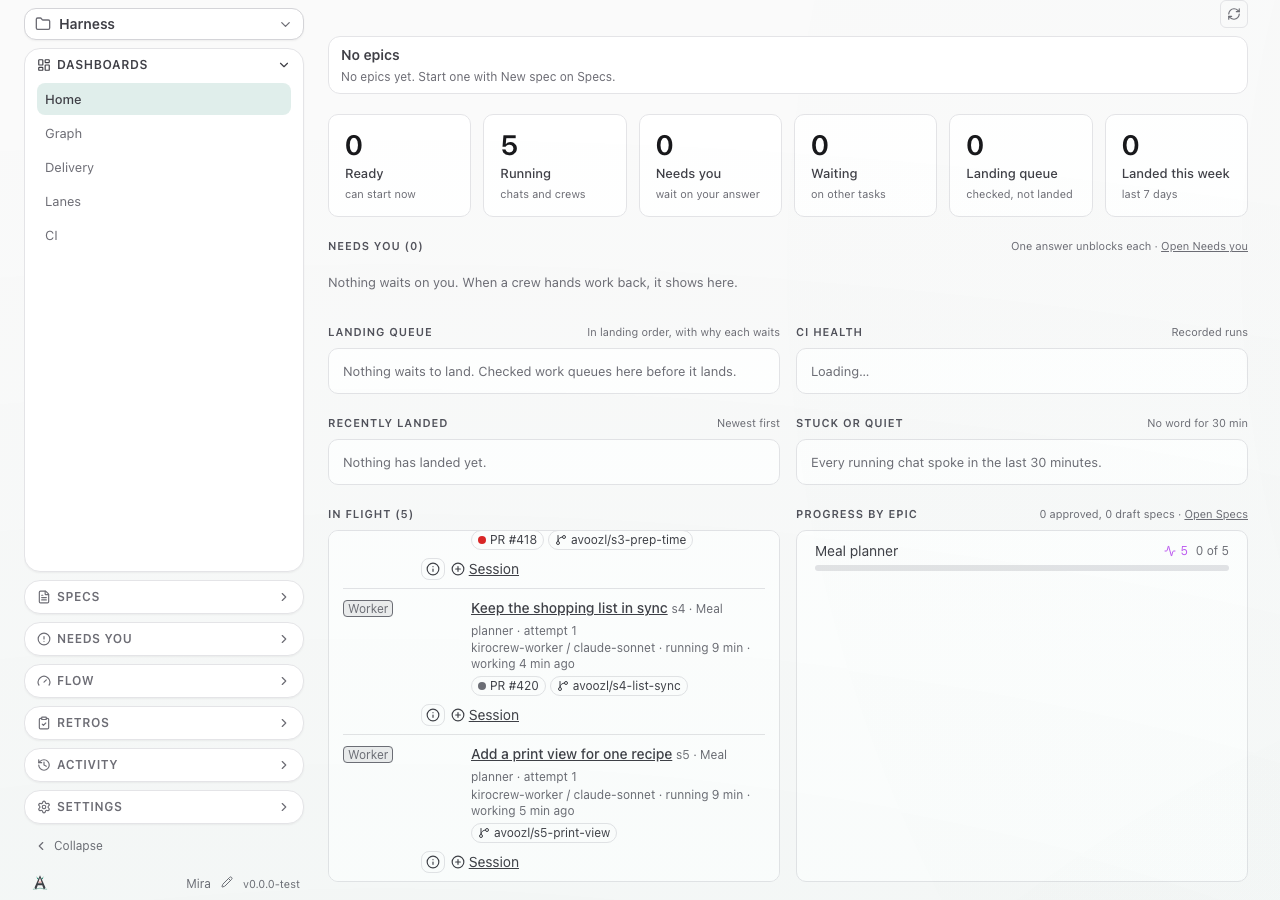 Harness
DASHBOARDS
Home
Graph
Delivery
Lanes
CI
SPECS
NEEDS YOU
FLOW
RETROS
ACTIVITY
SETTINGS
Collapse
Mira v0.0.0-test
No epics
No epics yet. Start one with New spec on Specs.
0
Ready
can start now
5
Running
chats and crews
0
Needs you
wait on your answer
0
Waiting
on other tasks
0
Landing queue
checked, not landed
0
Landed this week
last 7 days
NEEDS YOU (0)
One answer unblocks each · Open Needs you
Nothing waits on you. When a crew hands work back, it shows here.
LANDING QUEUE
In landing order, with why each waits
Nothing waits to land. Checked work queues here before it lands.
CI HEALTH
Recorded runs
Loading…
RECENTLY LANDED
Newest first
Nothing has landed yet.
STUCK OR QUIET
No word for 30 min
Every running chat spoke in the last 30 minutes.
IN FLIGHT (5)
PR #418 avoozl/s3-prep-time
Session
Worker
Keep the shopping list in sync s4 · Meal
planner · attempt 1
kirocrew-worker / claude-sonnet · running 9 min ·
working 4 min ago
PR #420 avoozl/s4-list-sync
Session
Worker
Add a print view for one recipe s5 · Meal
planner · attempt 1
kirocrew-worker / claude-sonnet · running 9 min ·
working 5 min ago
avoozl/s5-print-view
Session
PROGRESS BY EPIC
0 approved, 0 draft specs · Open Specs
Meal planner
5 0 of 5